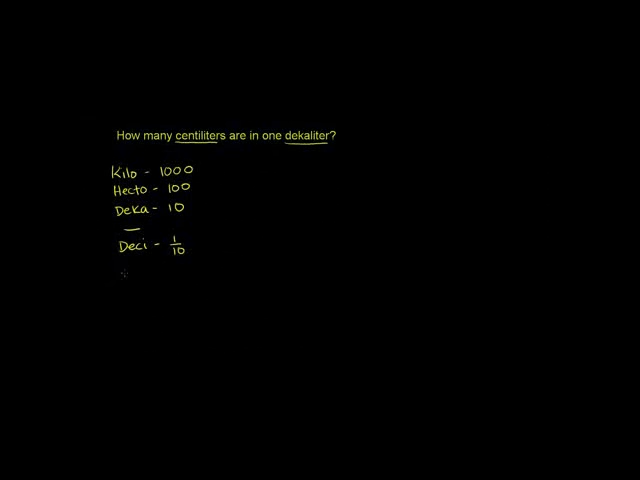 How many centiliters are in one dekaliter?
Kilo - 1000
Hecto - 100
Deka - 10
—
Deci - 1/10